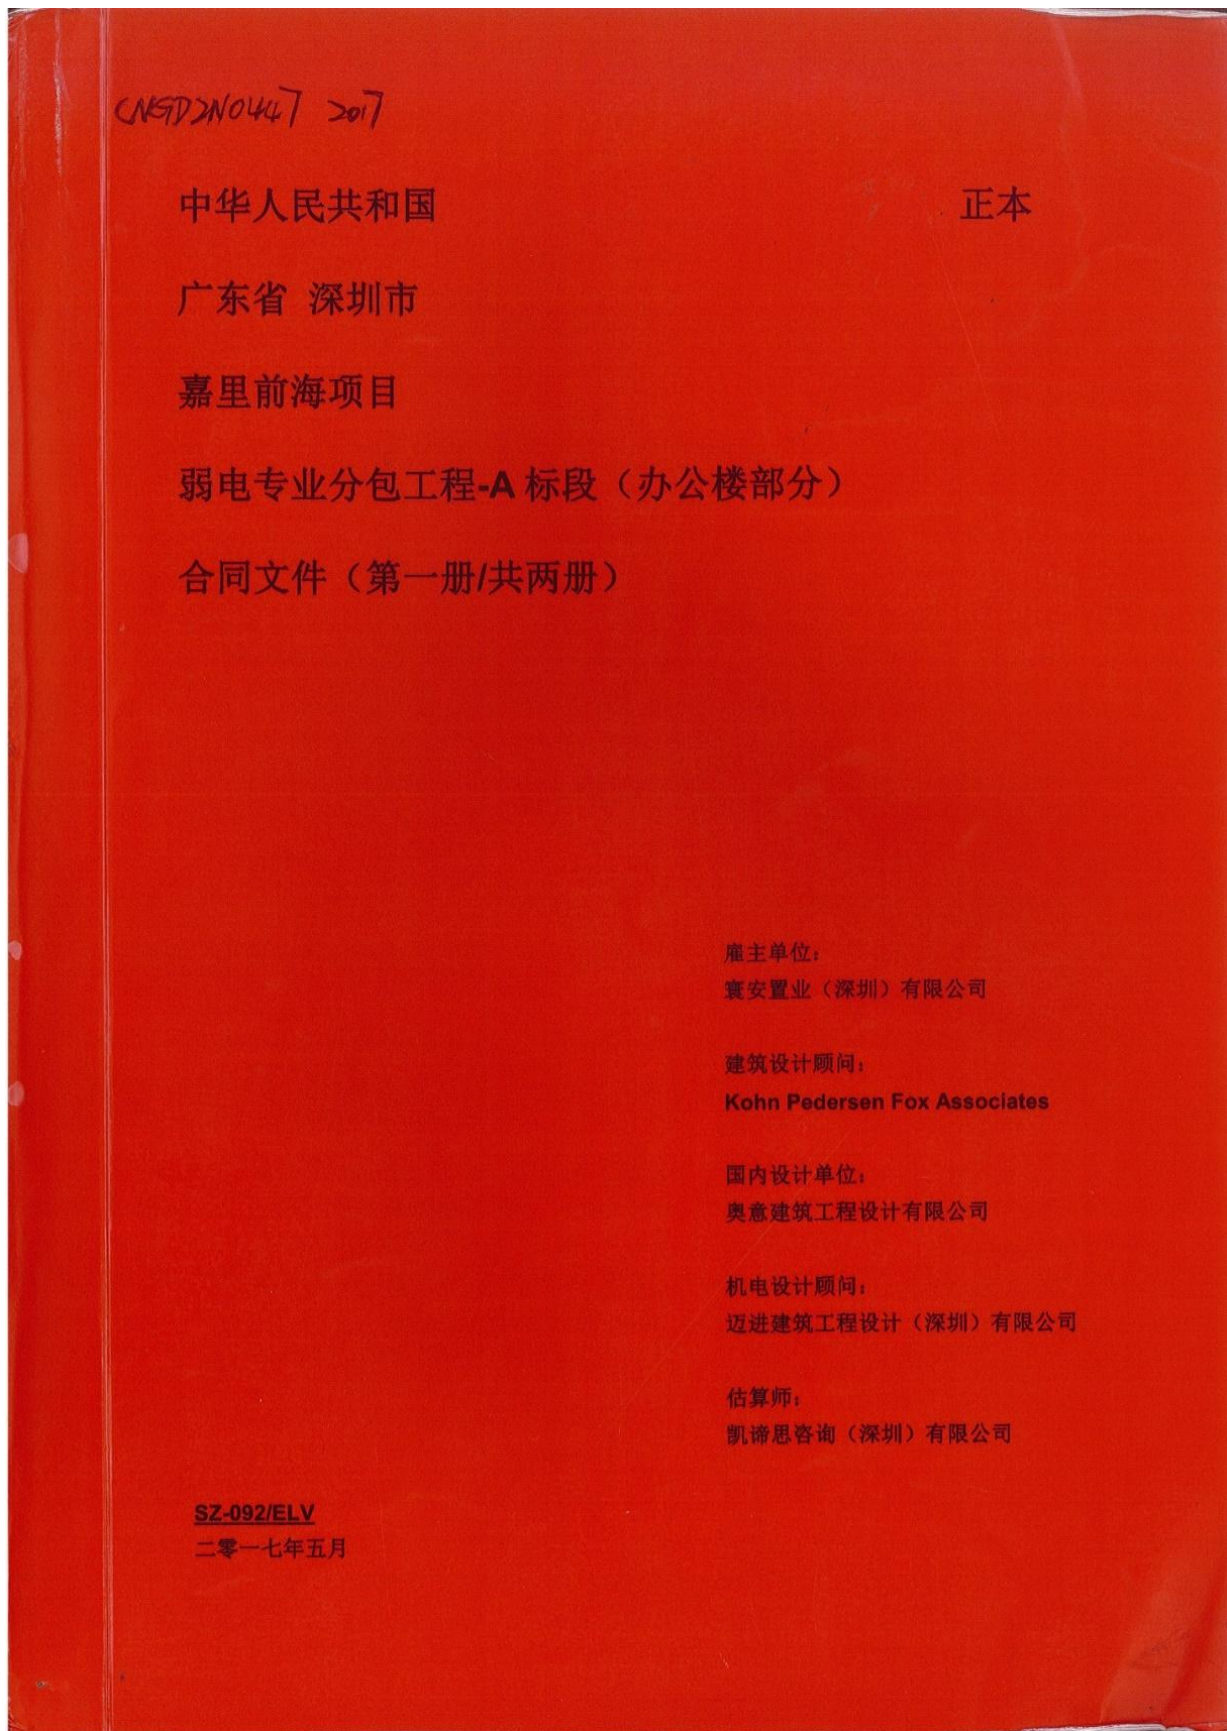 CNGD2N0447 2017
中华人民共和国 正本
广东省 深圳市
嘉里前海项目
弱电专业分包工程-A 标段（办公楼部分）
合同文件（第一册/共两册）
雇主单位：
寰安置业（深圳）有限公司
建筑设计顾问：
Kohn Pedersen Fox Associates
国内设计单位：
奥意建筑工程设计有限公司
机电设计顾问：
迈进建筑工程设计（深圳）有限公司
估算师：
凯谛思咨询（深圳）有限公司
SZ-092/ELV
二零一七年五月